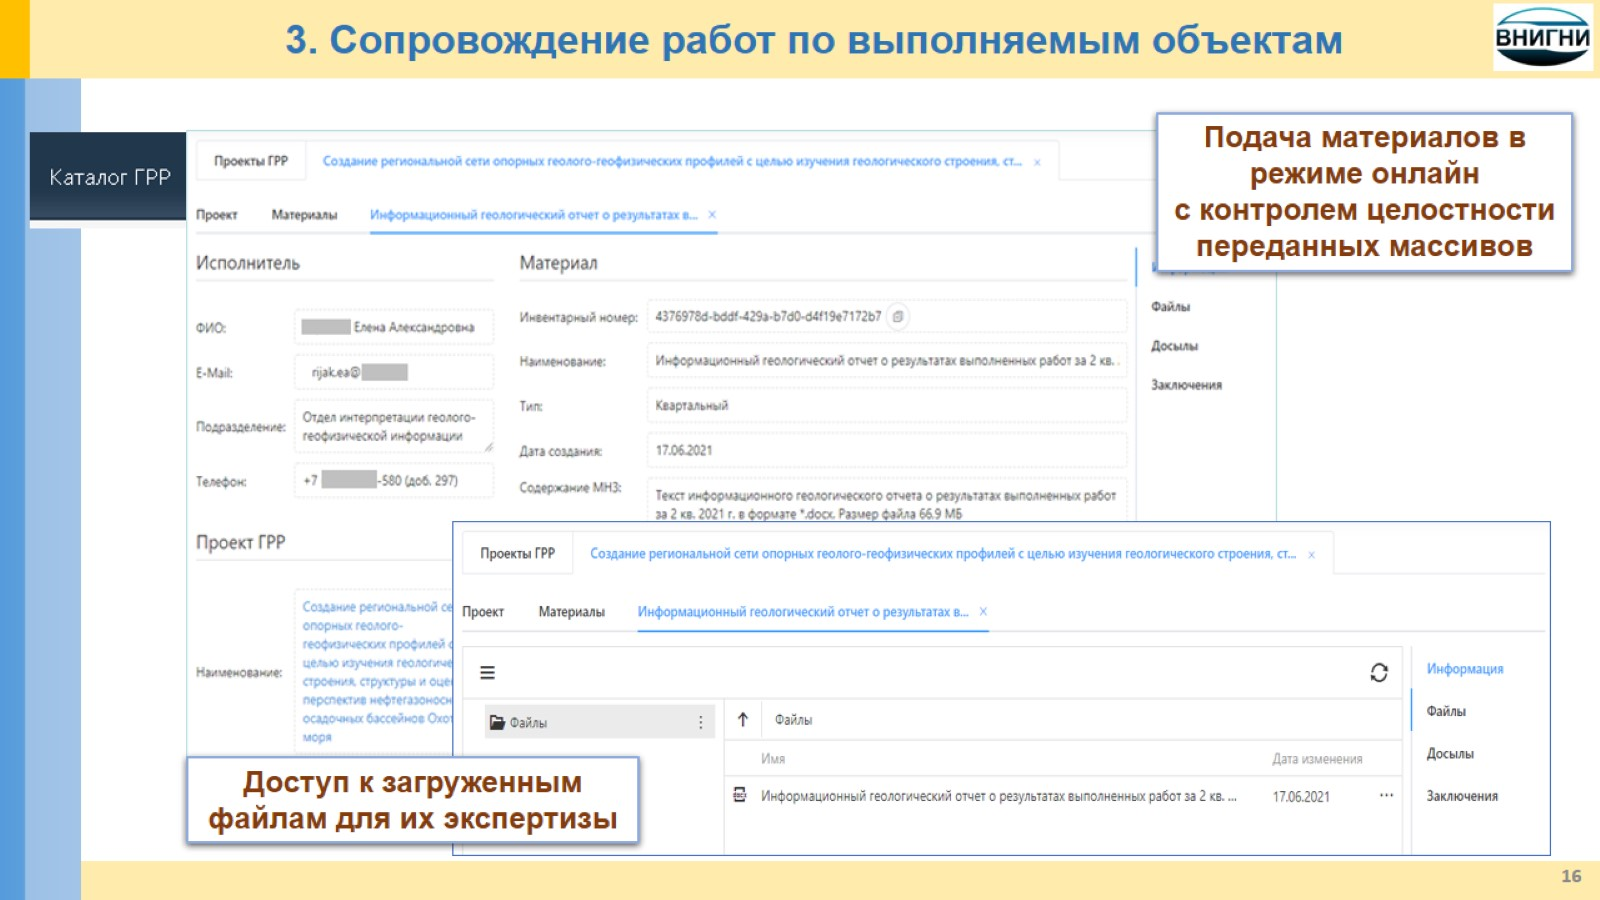 3. Сопровождение работ по выполняемым объектам
ВНИГНИ
Каталог ГРР
Подача материалов в
режиме онлайн
с контролем целостности
переданных массивов
Проекты ГРР
Создание региональной сети опорных геолого-геофизических профилей с целью изучения геологического строения, ст...
Проект Материалы Информационный геологический отчет о результатах в...
Исполнитель
ФИО: Елена Александровна
E-Mail: rijak.ea@
Подразделение: Отдел интерпретации геолого-
геофизической информации
Телефон: +7 -580 (доб. 297)
Материал
Инвентарный номер: 4376978d-bddf-429a-b7d0-d4f19e7172b7
Наименование: Информационный геологический отчет о результатах выполненных работ за 2 кв. .
Тип: Квартальный
Дата создания: 17.06.2021
Содержание МНЗ: Текст информационного геологического отчета о результатах выполненных работ
за 2 кв. 2021 г. в формате *.docx. Размер файла 66.9 МБ
Файлы
Досылы
Заключения
Проект ГРР
Наименование: Создание региональной се
опорных геолого-
геофизических профилей с
целью изучения геологиче
строения, структуры и оце
перспектив нефтегазоносн
осадочных бассейнов Охот
моря
Проекты ГРР
Создание региональной сети опорных геолого-геофизических профилей с целью изучения геологического строения, ст...
Проект Материалы Информационный геологический отчет о результатах в...
Файлы
Файлы
Имя Дата изменения
Информационный геологический отчет о результатах выполненных работ за 2 кв. ... 17.06.2021
Информация
Файлы
Досылы
Заключения
Доступ к загруженным
файлам для их экспертизы
16